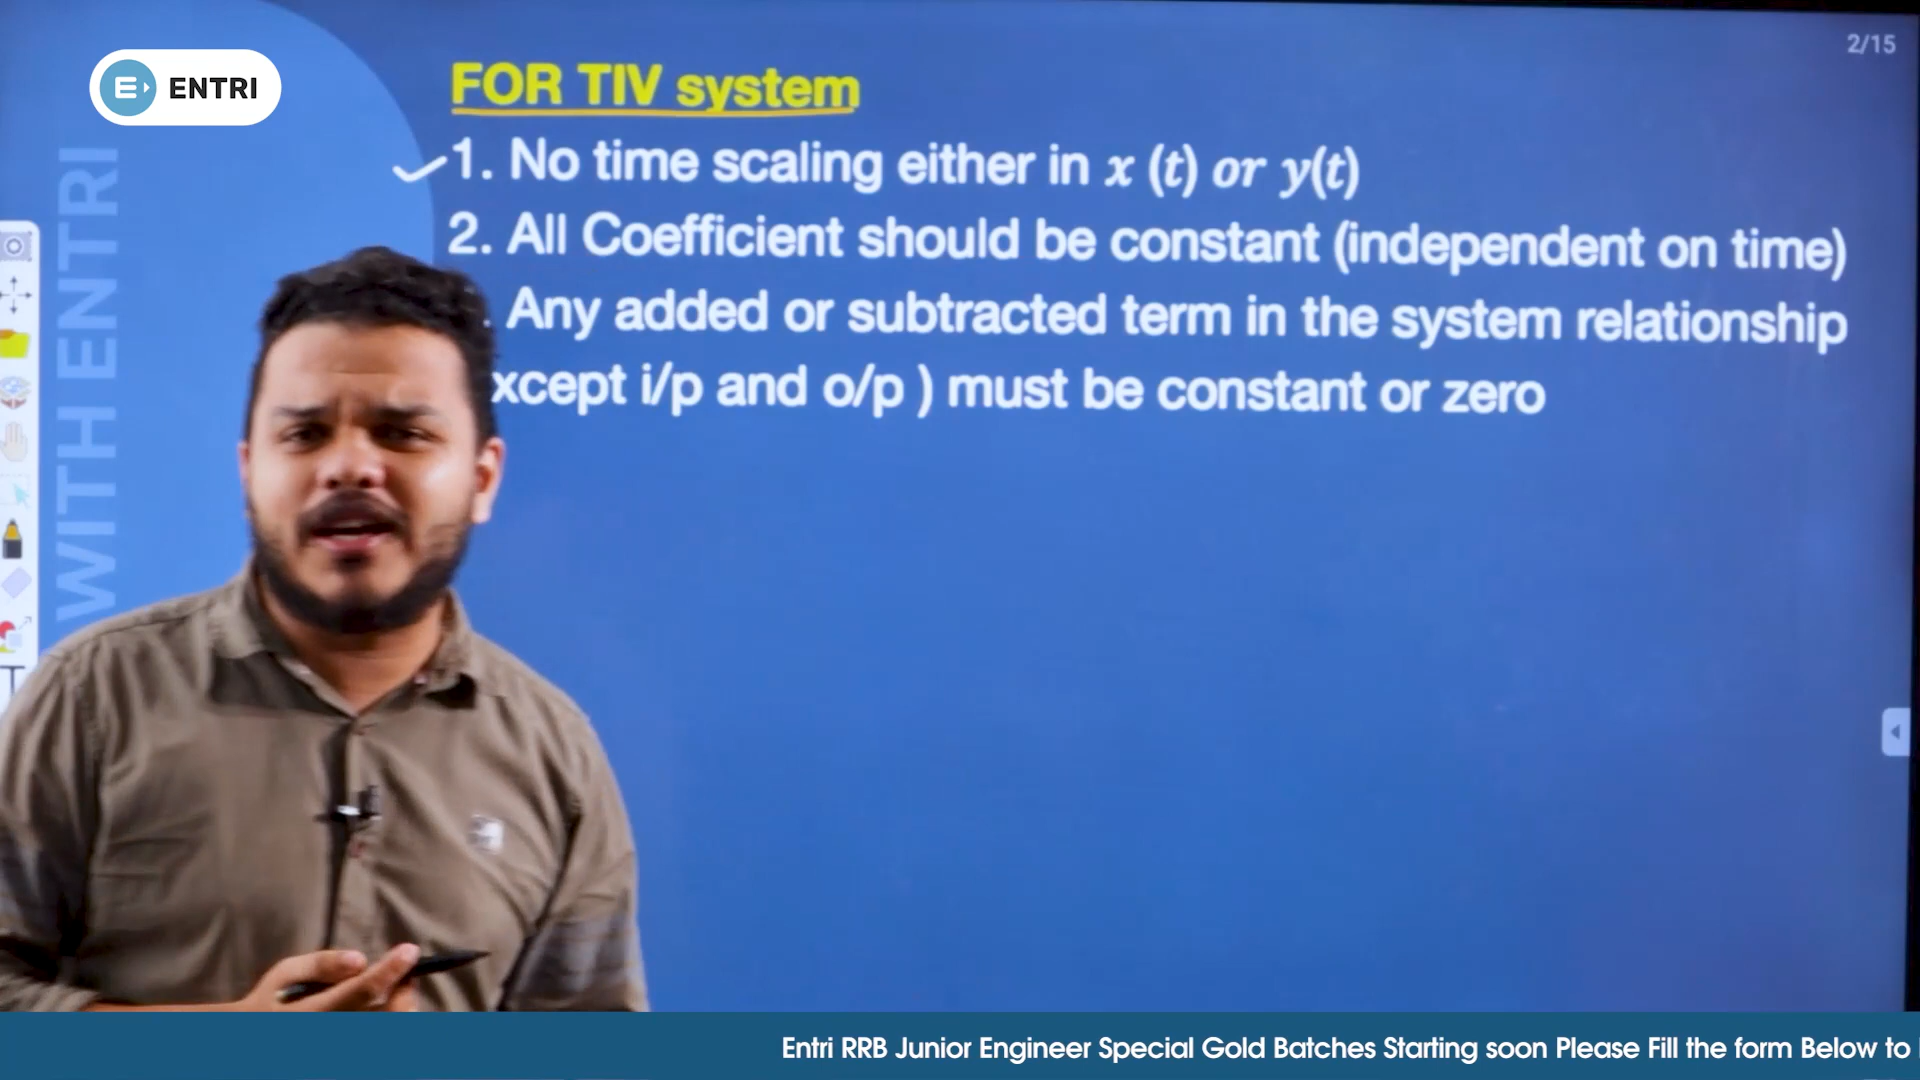 ENTRI
2/15
FOR TIV system
1. No time scaling either in x (t) or y(t)
2. All Coefficient should be constant (independent on time)
. Any added or subtracted term in the system relationship
xcept i/p and o/p ) must be constant or zero
WITH ENTRI
T
Entri RRB Junior Engineer Special Gold Batches Starting soon Please Fill the form Below to